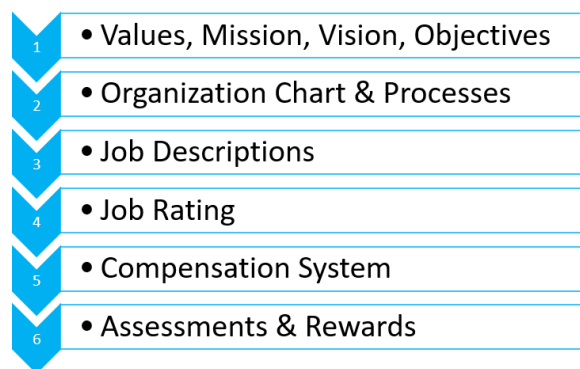 1 • Values, Mission, Vision, Objectives
2 • Organization Chart & Processes
3 • Job Descriptions
4 • Job Rating
5 • Compensation System
6 • Assessments & Rewards